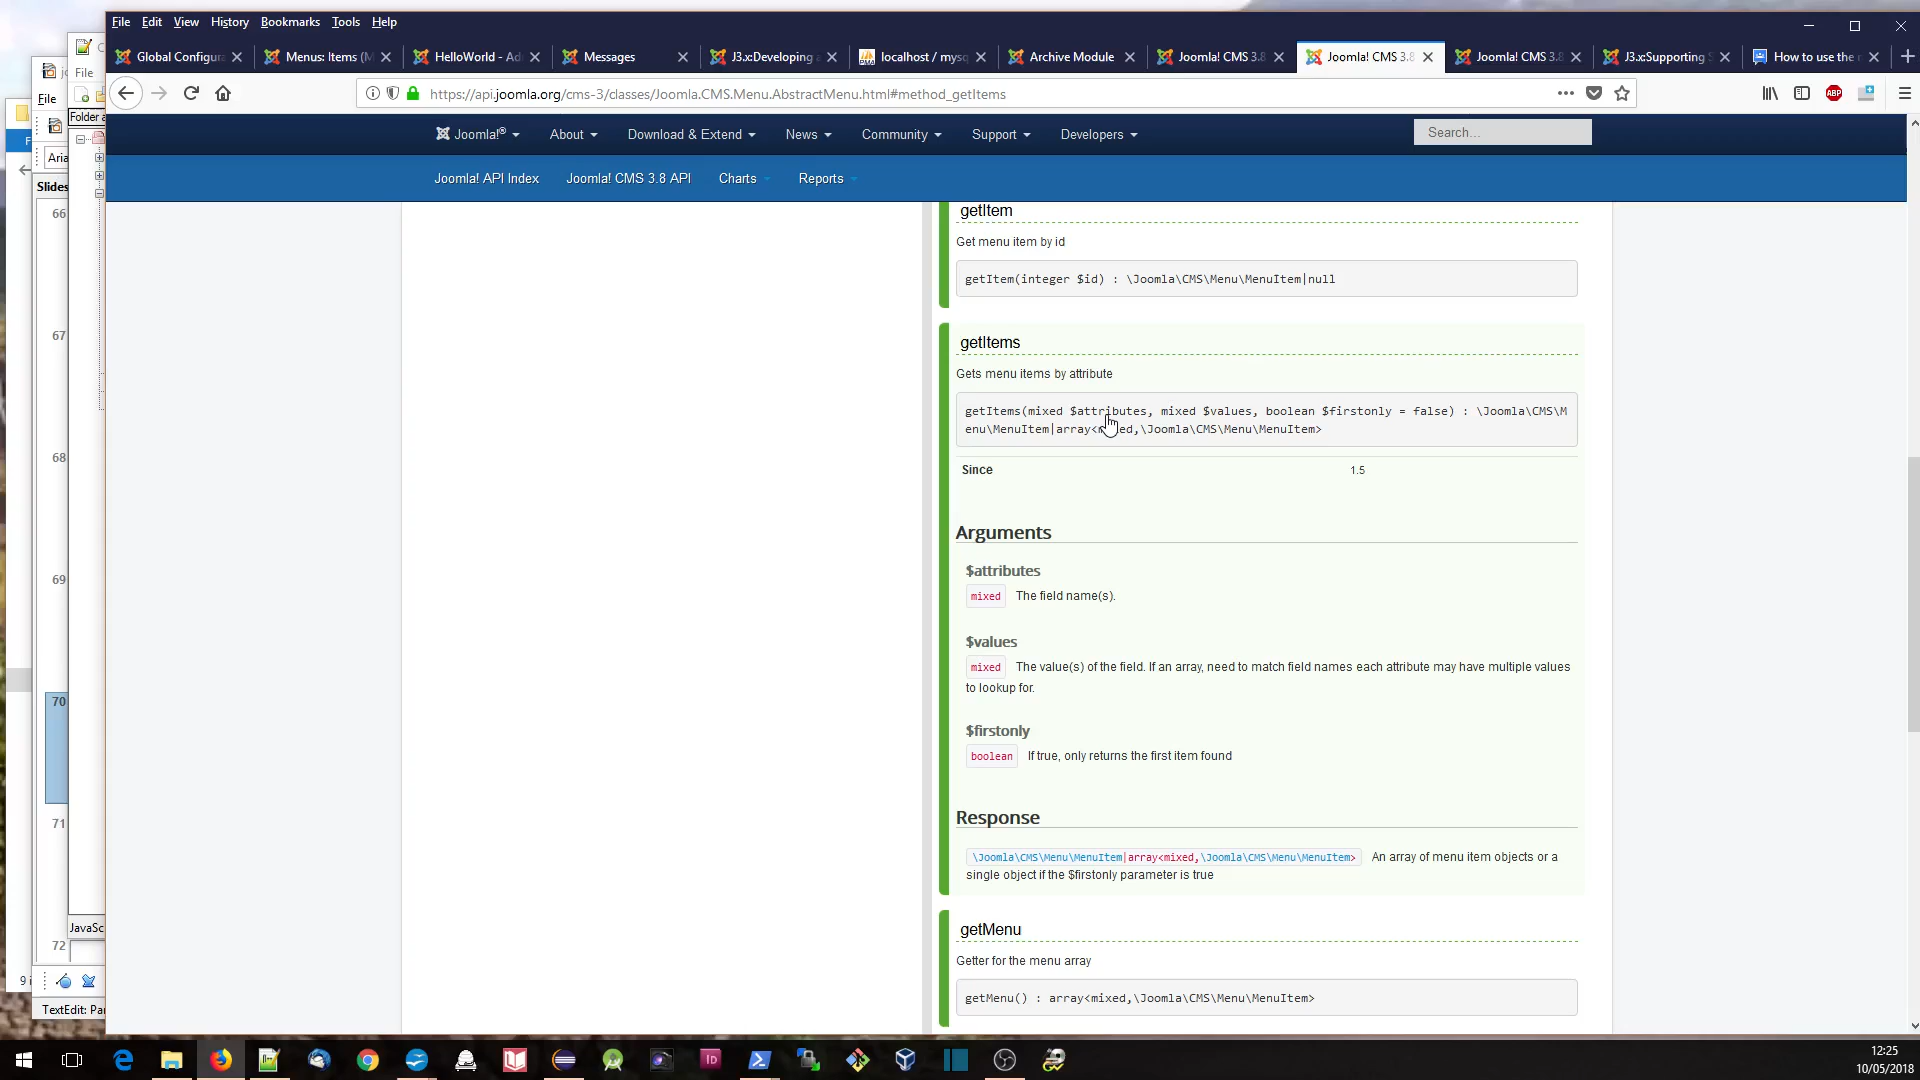 File Edit View History Bookmarks Tools Help
Global Configura
Menus: Items (M
HelloWorld - Ad
Messages
J3.x:Developing a
localhost / mysq
Archive Module
Joomla! CMS 3.8
Joomla! CMS 3.8
Joomla! CMS 3.8
J3.x:Supporting S
How to use the
https://api.joomla.org/cms-3/classes/Joomla.CMS.Menu.AbstractMenu.html#method_getItems
ABP
Joomla!® About Download & Extend News Community Support Developers
Search...
Joomla! API Index Joomla! CMS 3.8 API Charts Reports
getItem
Get menu item by id
getItem(integer $id) : \Joomla\CMS\Menu\MenuItem|null
getItems
Gets menu items by attribute
getItems(mixed $attributes, mixed $values, boolean $firstonly = false) : \Joomla\CMS\M
enu\MenuItem|array<mixed,\Joomla\CMS\Menu\MenuItem>
Since 1.5
Arguments
$attributes
mixed The field name(s).
$values
mixed The value(s) of the field. If an array, need to match field names each attribute may have multiple values
to lookup for.
$firstonly
boolean If true, only returns the first item found
Response
\Joomla\CMS\Menu\MenuItem|array<mixed,\Joomla\CMS\Menu\MenuItem> An array of menu item objects or a
single object if the $firstonly parameter is true
getMenu
Getter for the menu array
getMenu() : array<mixed,\Joomla\CMS\Menu\MenuItem>
File
File
Folder a
Aria
Slides
66
67
68
69
70
71
JavaSc
72
9 i
TextEdit: Pa
12:25
10/05/2018